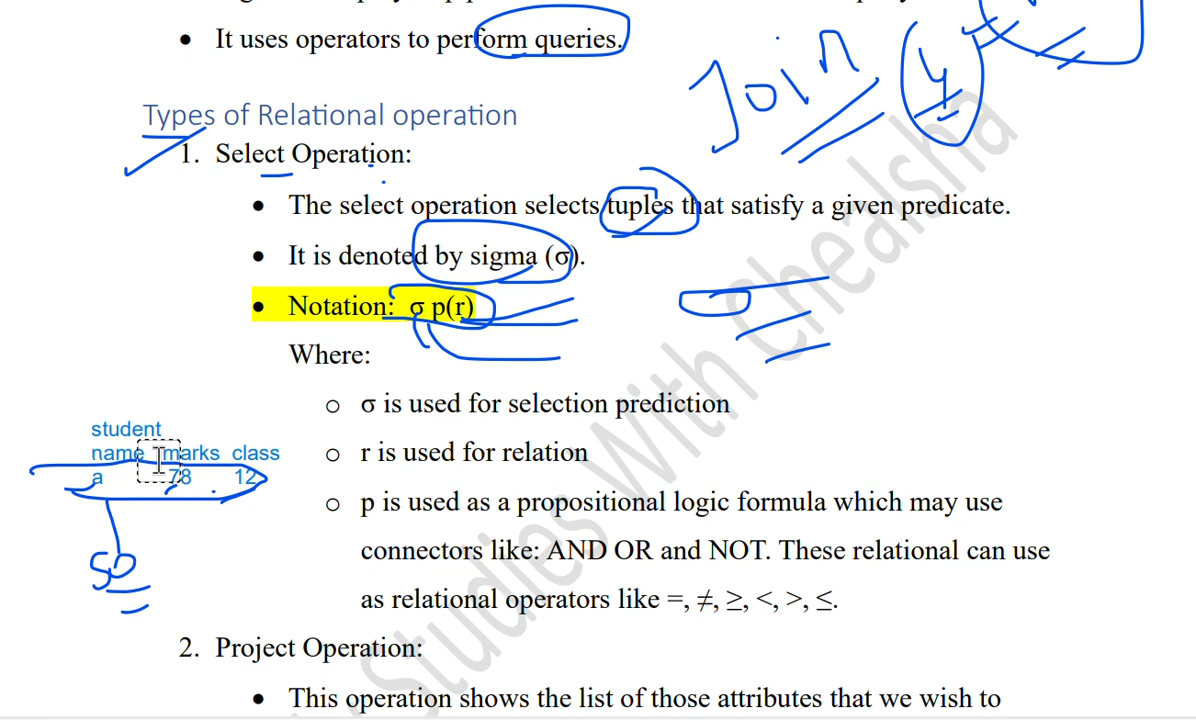 • It uses operators to perform queries.
Join
4
Types of Relational operation
1. Select Operation:
• The select operation selects tuples that satisfy a given predicate.
• It is denoted by sigma (σ).
• Notation: σ p(r)
Where:
o σ is used for selection prediction
student
name marks class
o r is used for relation
a 78 12
o p is used as a propositional logic formula which may use
connectors like: AND OR and NOT. These relational can use
50
as relational operators like =, ≠, ≥, <, >, ≤.
2. Project Operation:
• This operation shows the list of those attributes that we wish to
Studies With Chealsha